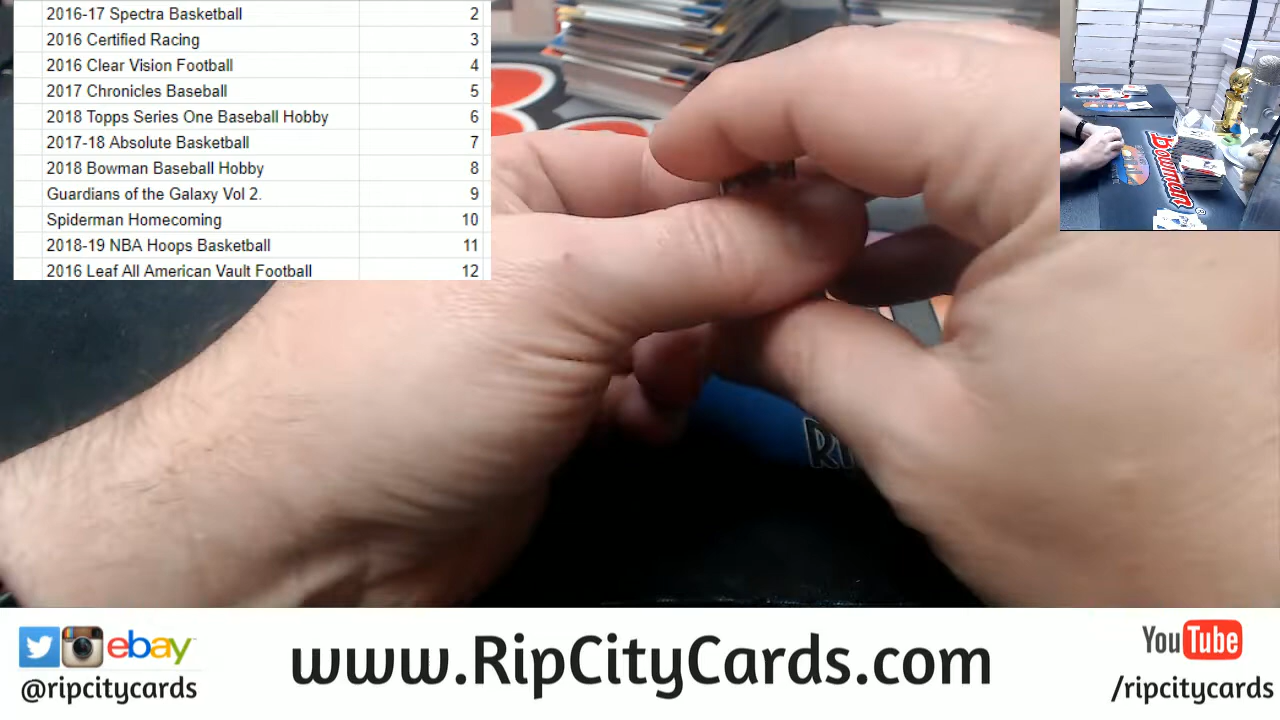 2016-17 Spectra Basketball 2
2016 Certified Racing 3
2016 Clear Vision Football 4
2017 Chronicles Baseball 5
2018 Topps Series One Baseball Hobby 6
2017-18 Absolute Basketball 7
2018 Bowman Baseball Hobby 8
Guardians of the Galaxy Vol 2. 9
Spiderman Homecoming 10
2018-19 NBA Hoops Basketball 11
2016 Leaf All American Vault Football 12
Bowman
ebay
@ripcitycards
www.RipCityCards.com
YouTube
/ripcitycards